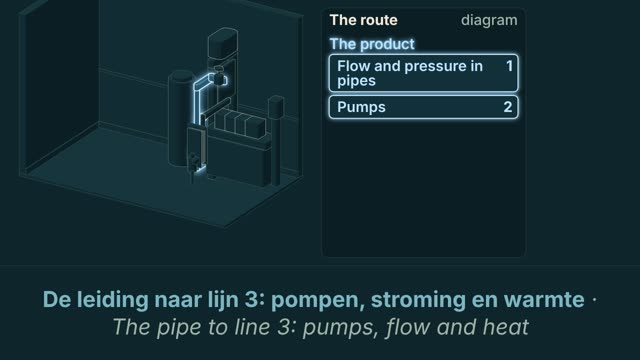 The route diagram
The product
Flow and pressure in 1
pipes
Pumps 2
De leiding naar lijn 3: pompen, stroming en warmte ·
The pipe to line 3: pumps, flow and heat